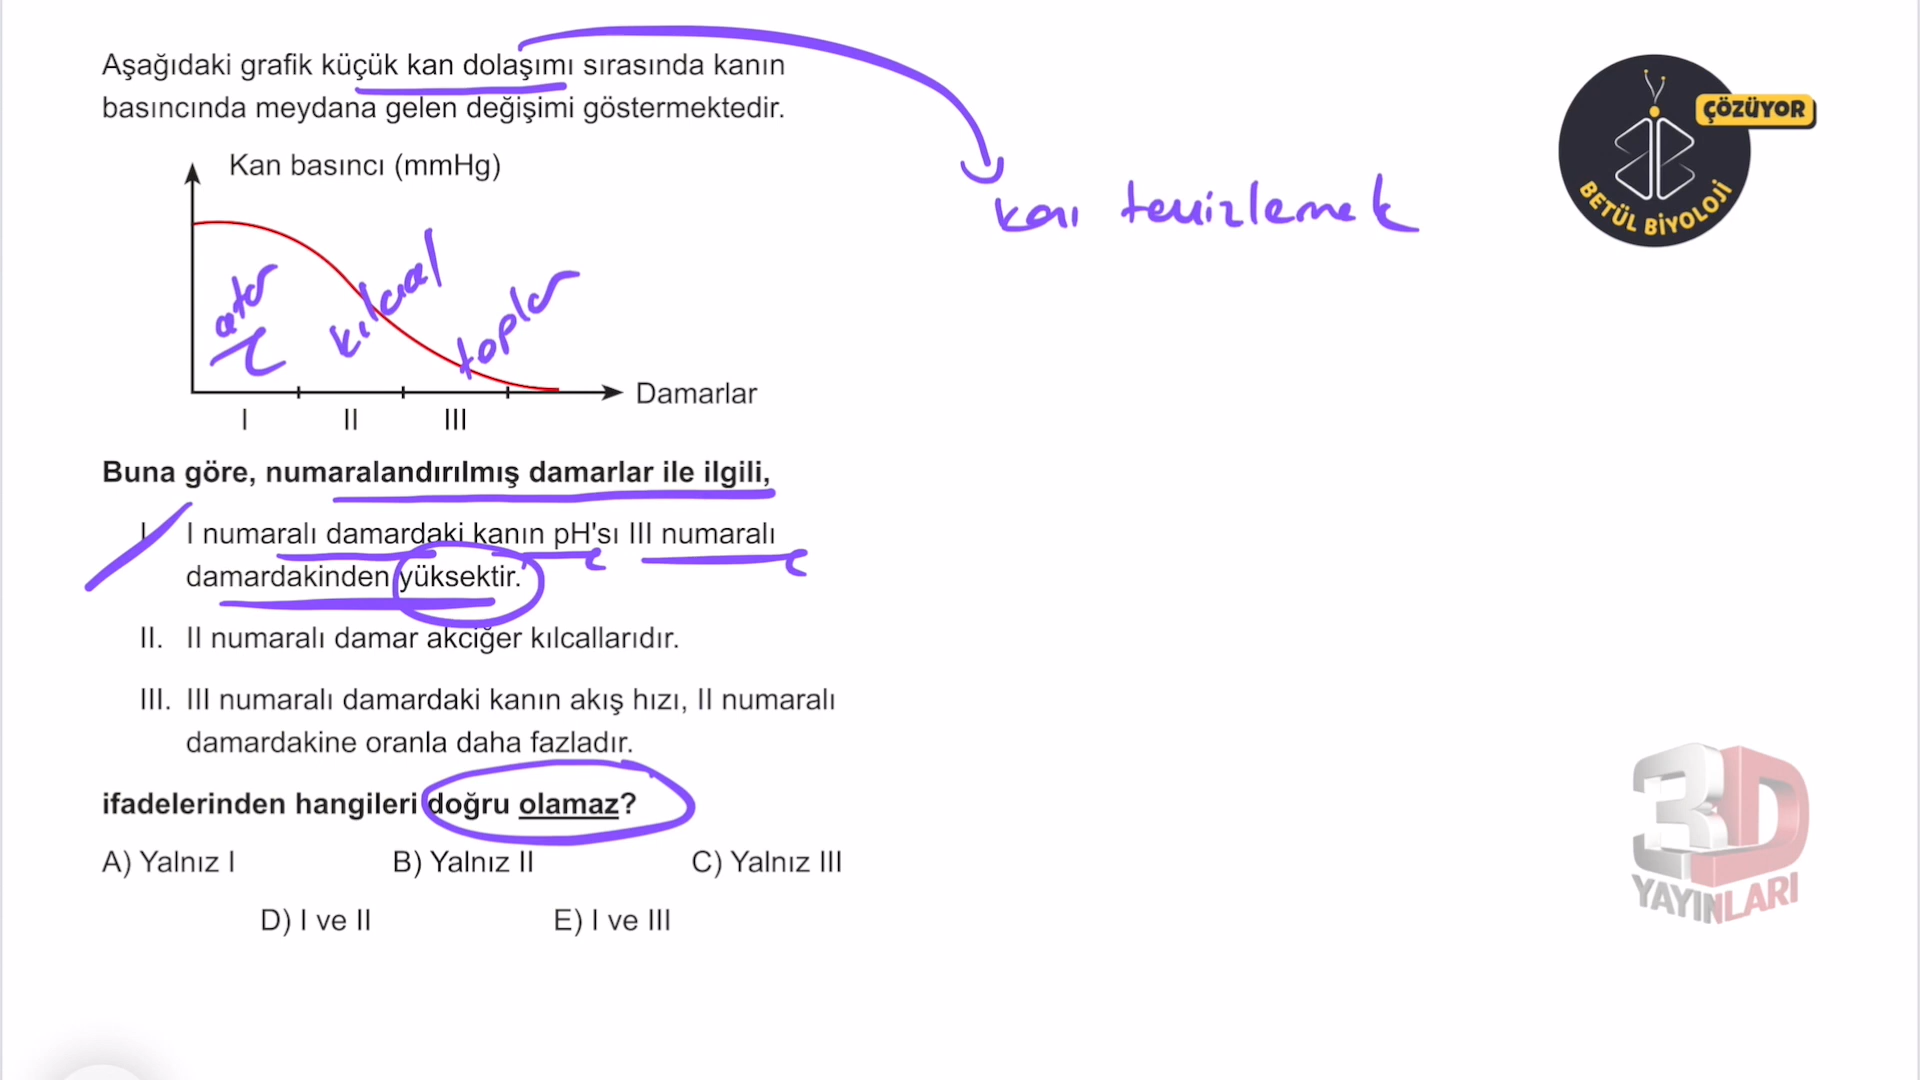 Aşağıdaki grafik küçük kan dolaşımı sırasında kanın
basıncında meydana gelen değişimi göstermektedir.
Kan basıncı (mmHg)
atar
kılcal
toplar
Damarlar
I II III
kanı temizlemek
ÇÖZÜYOR
BETÜL BİYOLOJİ
Buna göre, numaralandırılmış damarlar ile ilgili,
I. I numaralı damardaki kanın pH'sı III numaralı
damardakinden yüksektir.
II. II numaralı damar akciğer kılcallarıdır.
III. III numaralı damardaki kanın akış hızı, II numaralı
damardakine oranla daha fazladır.
ifadelerinden hangileri doğru olamaz?
A) Yalnız I B) Yalnız II C) Yalnız III
D) I ve II E) I ve III
3D
YAYINLARI